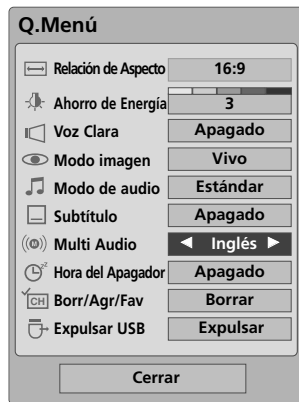 Q.Menú
Relación de Aspecto 16:9
Ahorro de Energía 3
Voz Clara Apagado
Modo imagen Vivo
Modo de audio Estándar
Subtítulo Apagado
Multi Audio ◀ Inglés ▶
Hora del Apagador Apagado
CH Borr/Agr/Fav Borrar
Expulsar USB Expulsar
Cerrar